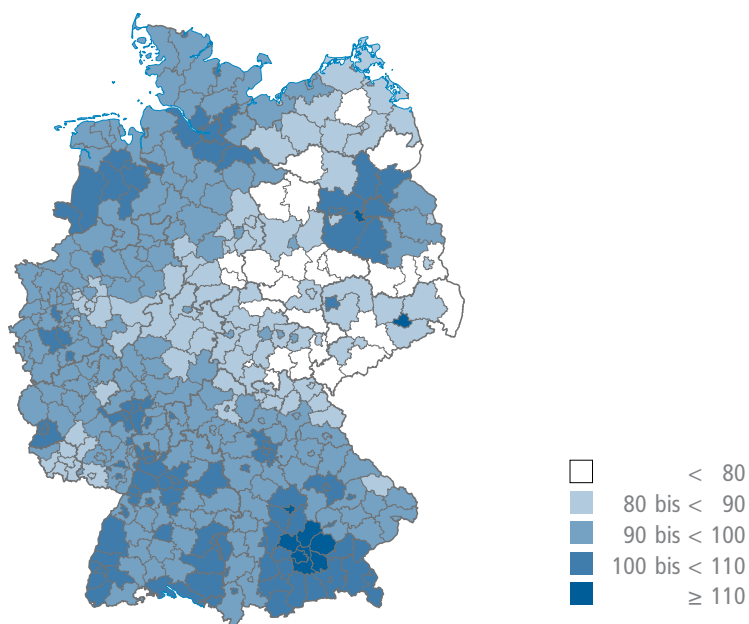 < 80
80 bis < 90
90 bis < 100
100 bis < 110
≥ 110